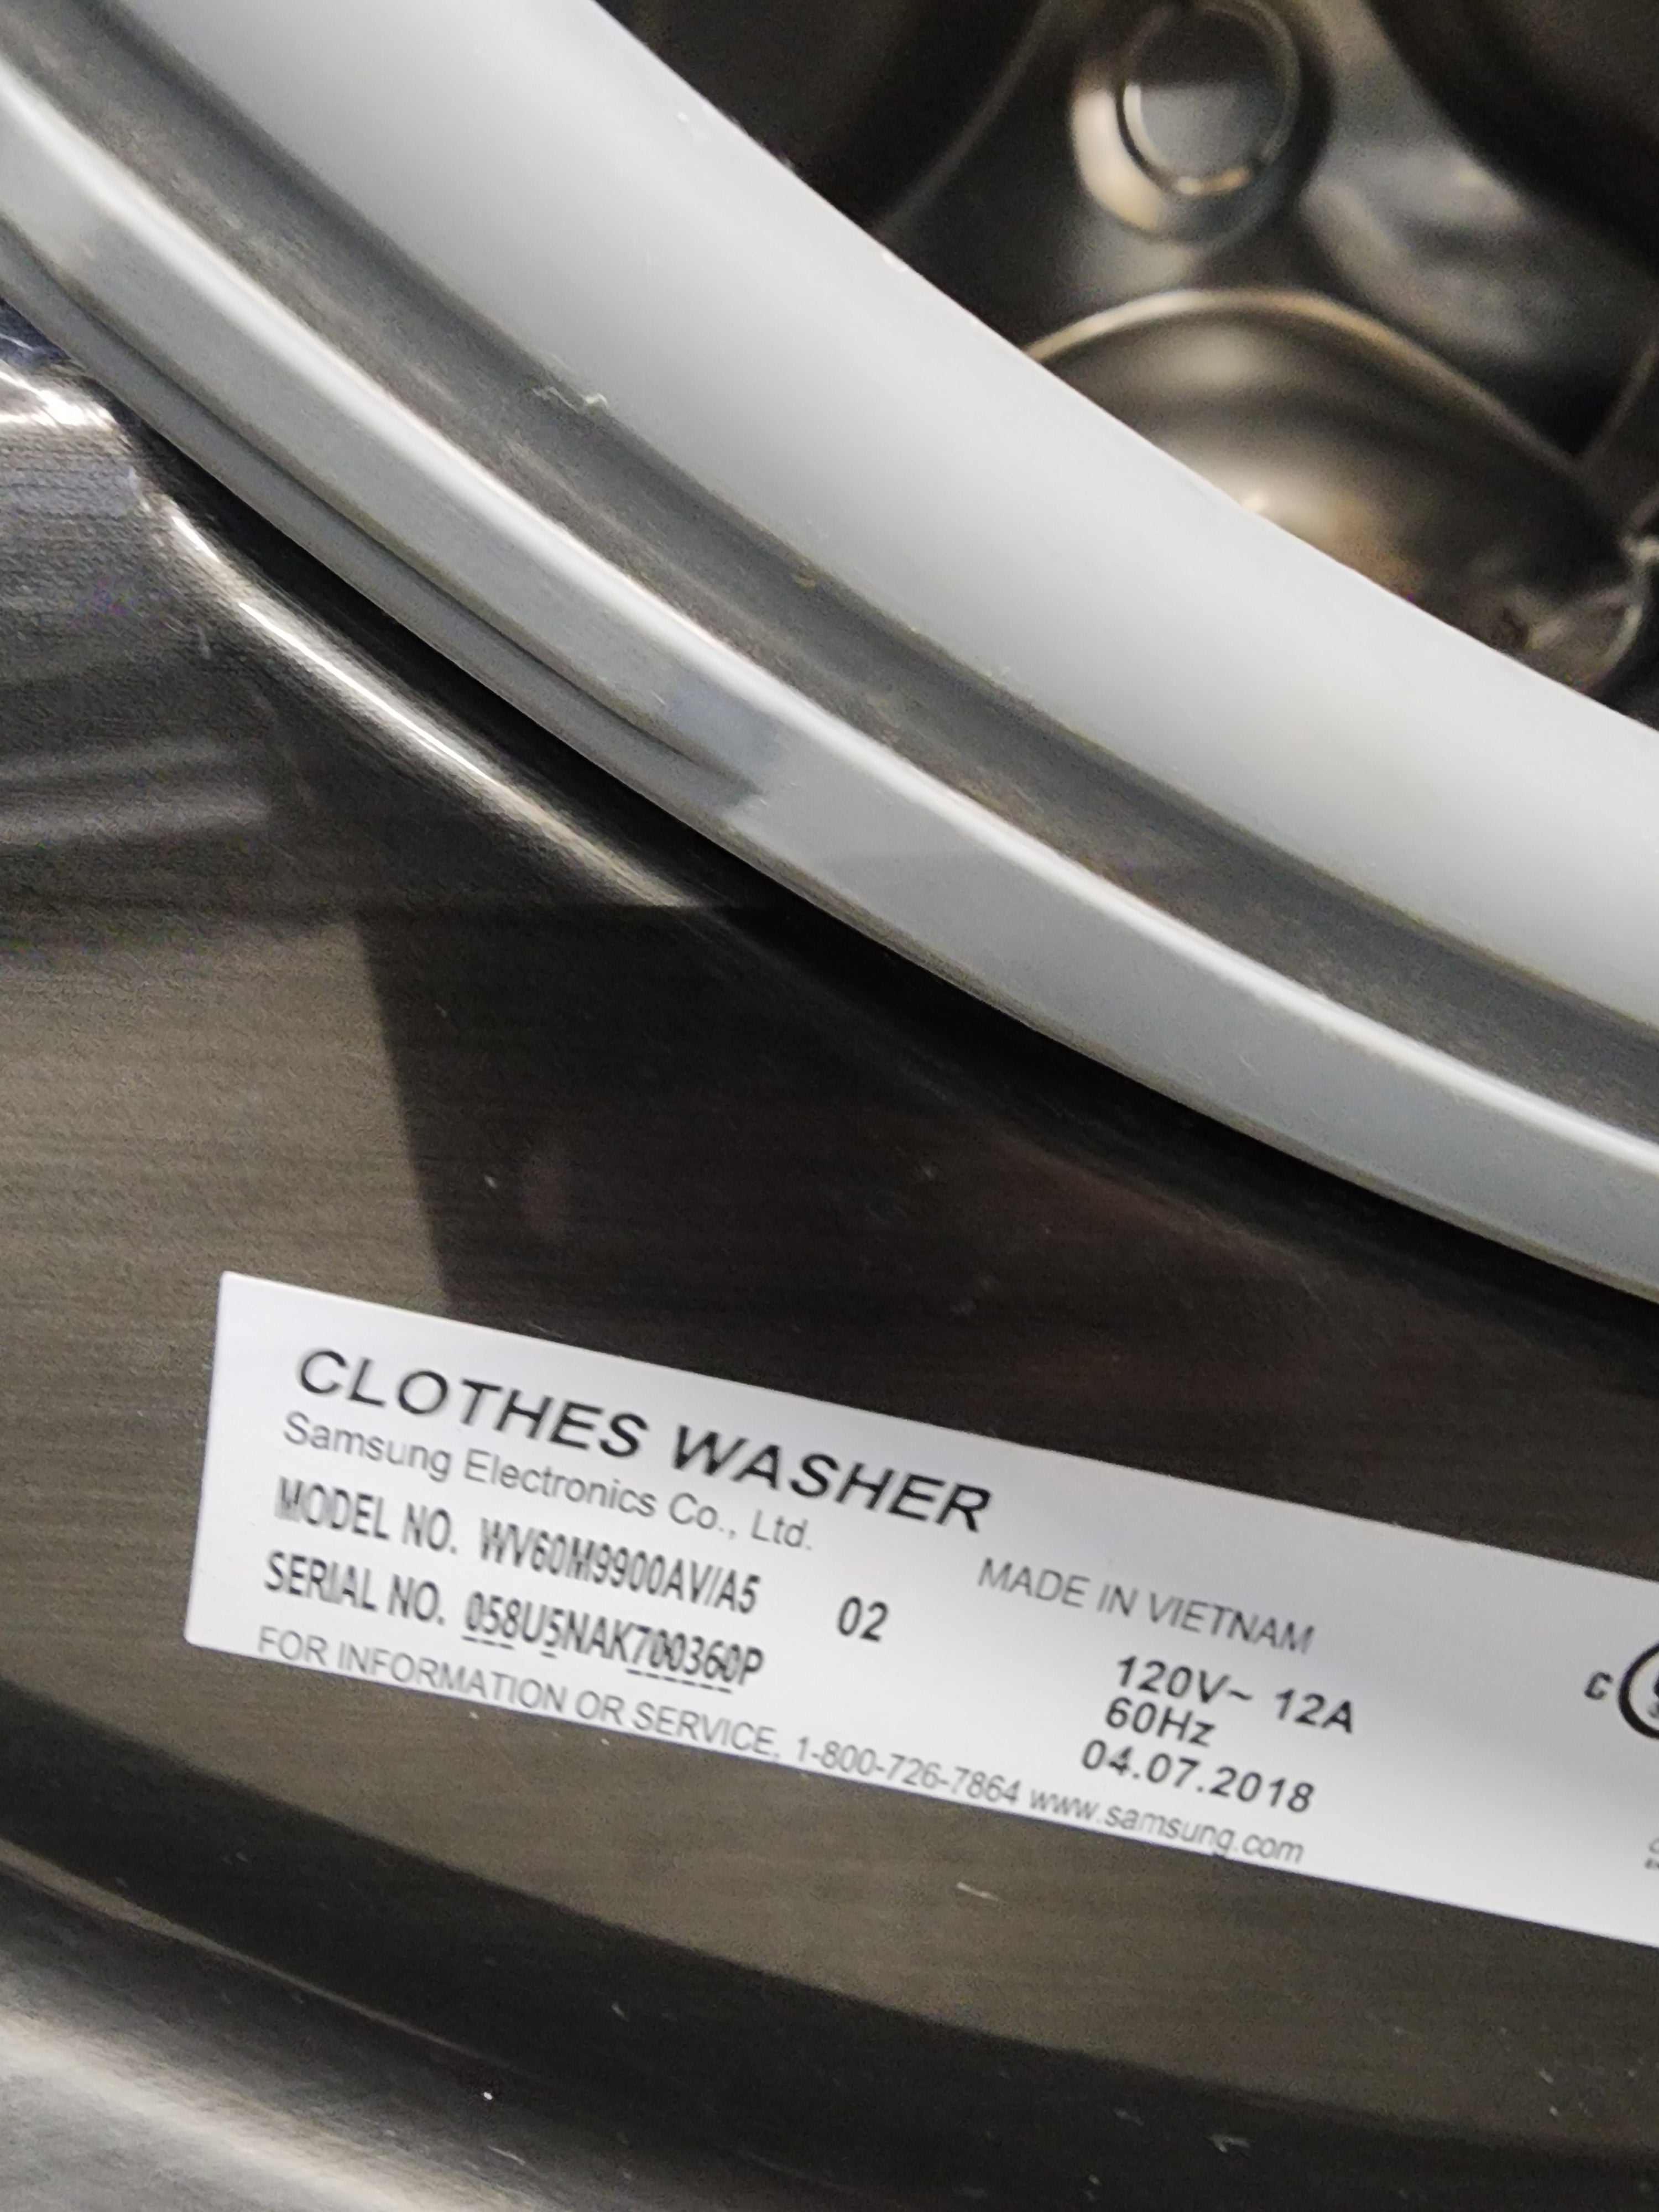 CLOTHES WASHER
Samsung Electronics Co., Ltd.
MODEL NO. WV60M9900AV/A5 02
SERIAL NO. 058U5NAK700360P
MADE IN VIETNAM
120V~ 12A
60Hz
04.07.2018
FOR INFORMATION OR SERVICE, 1-800-726-7864 www.samsung.com
C